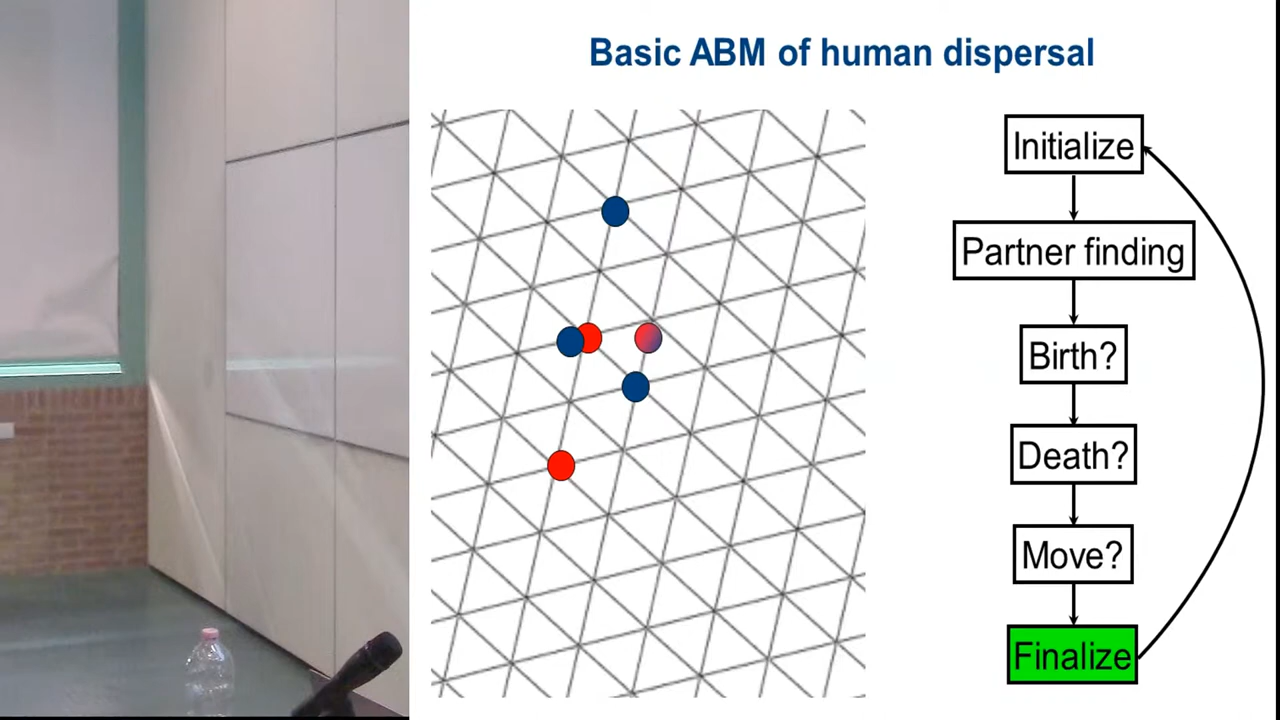 Basic ABM of human dispersal
Initialize
Partner finding
Birth?
Death?
Move?
Finalize